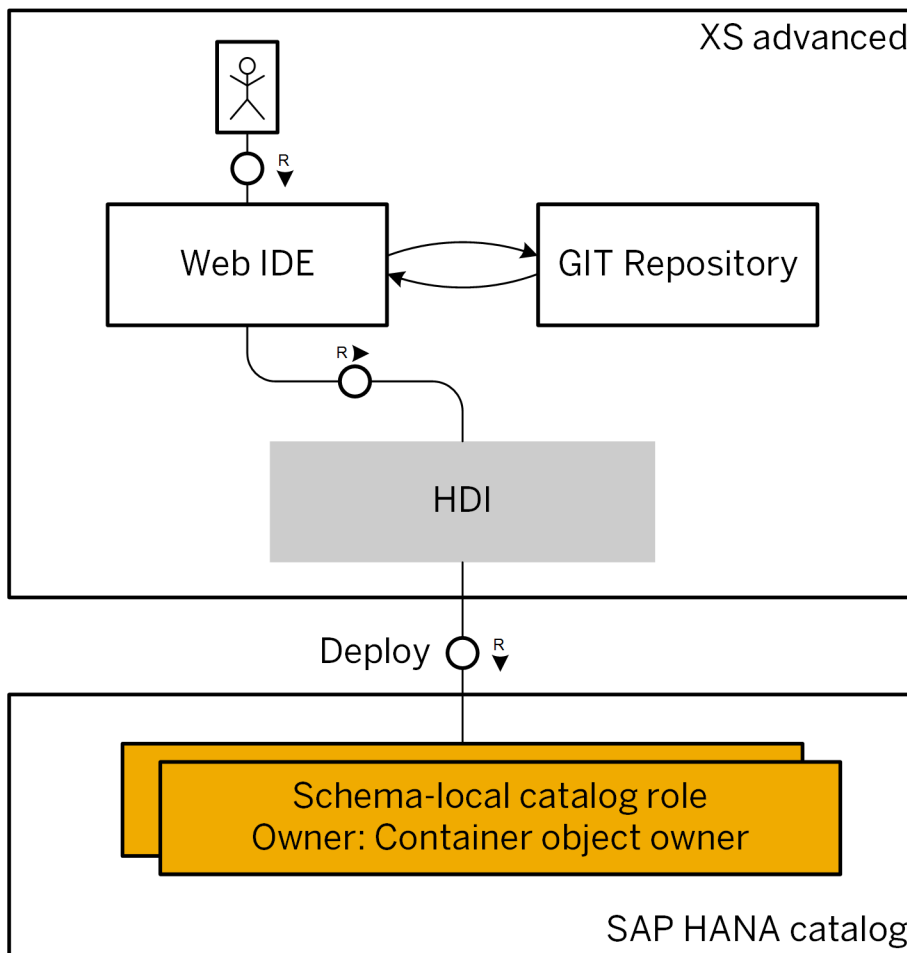 XS advanced
R
Web IDE
GIT Repository
R
HDI
Deploy
R
Schema-local catalog role
Owner: Container object owner
SAP HANA catalog